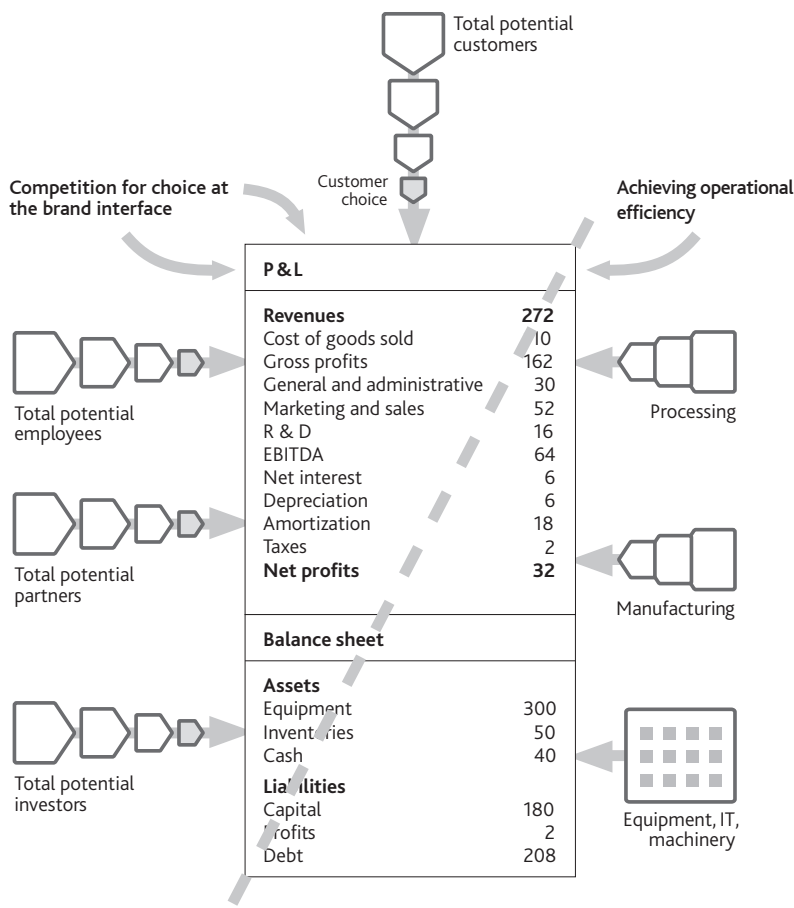 Total potential
customers
Customer
choice
Competition for choice at
the brand interface
Achieving operational
efficiency
P & L
Revenues 272
Cost of goods sold 10
Gross profits 162
General and administrative 30
Marketing and sales 52
R & D 16
EBITDA 64
Net interest 6
Depreciation 6
Amortization 18
Taxes 2
Net profits 32
Balance sheet
Assets
Equipment 300
Inventories 50
Cash 40
Liabilities
Capital 180
Profits 2
Debt 208
Total potential
employees
Total potential
partners
Total potential
investors
Processing
Manufacturing
Equipment, IT,
machinery